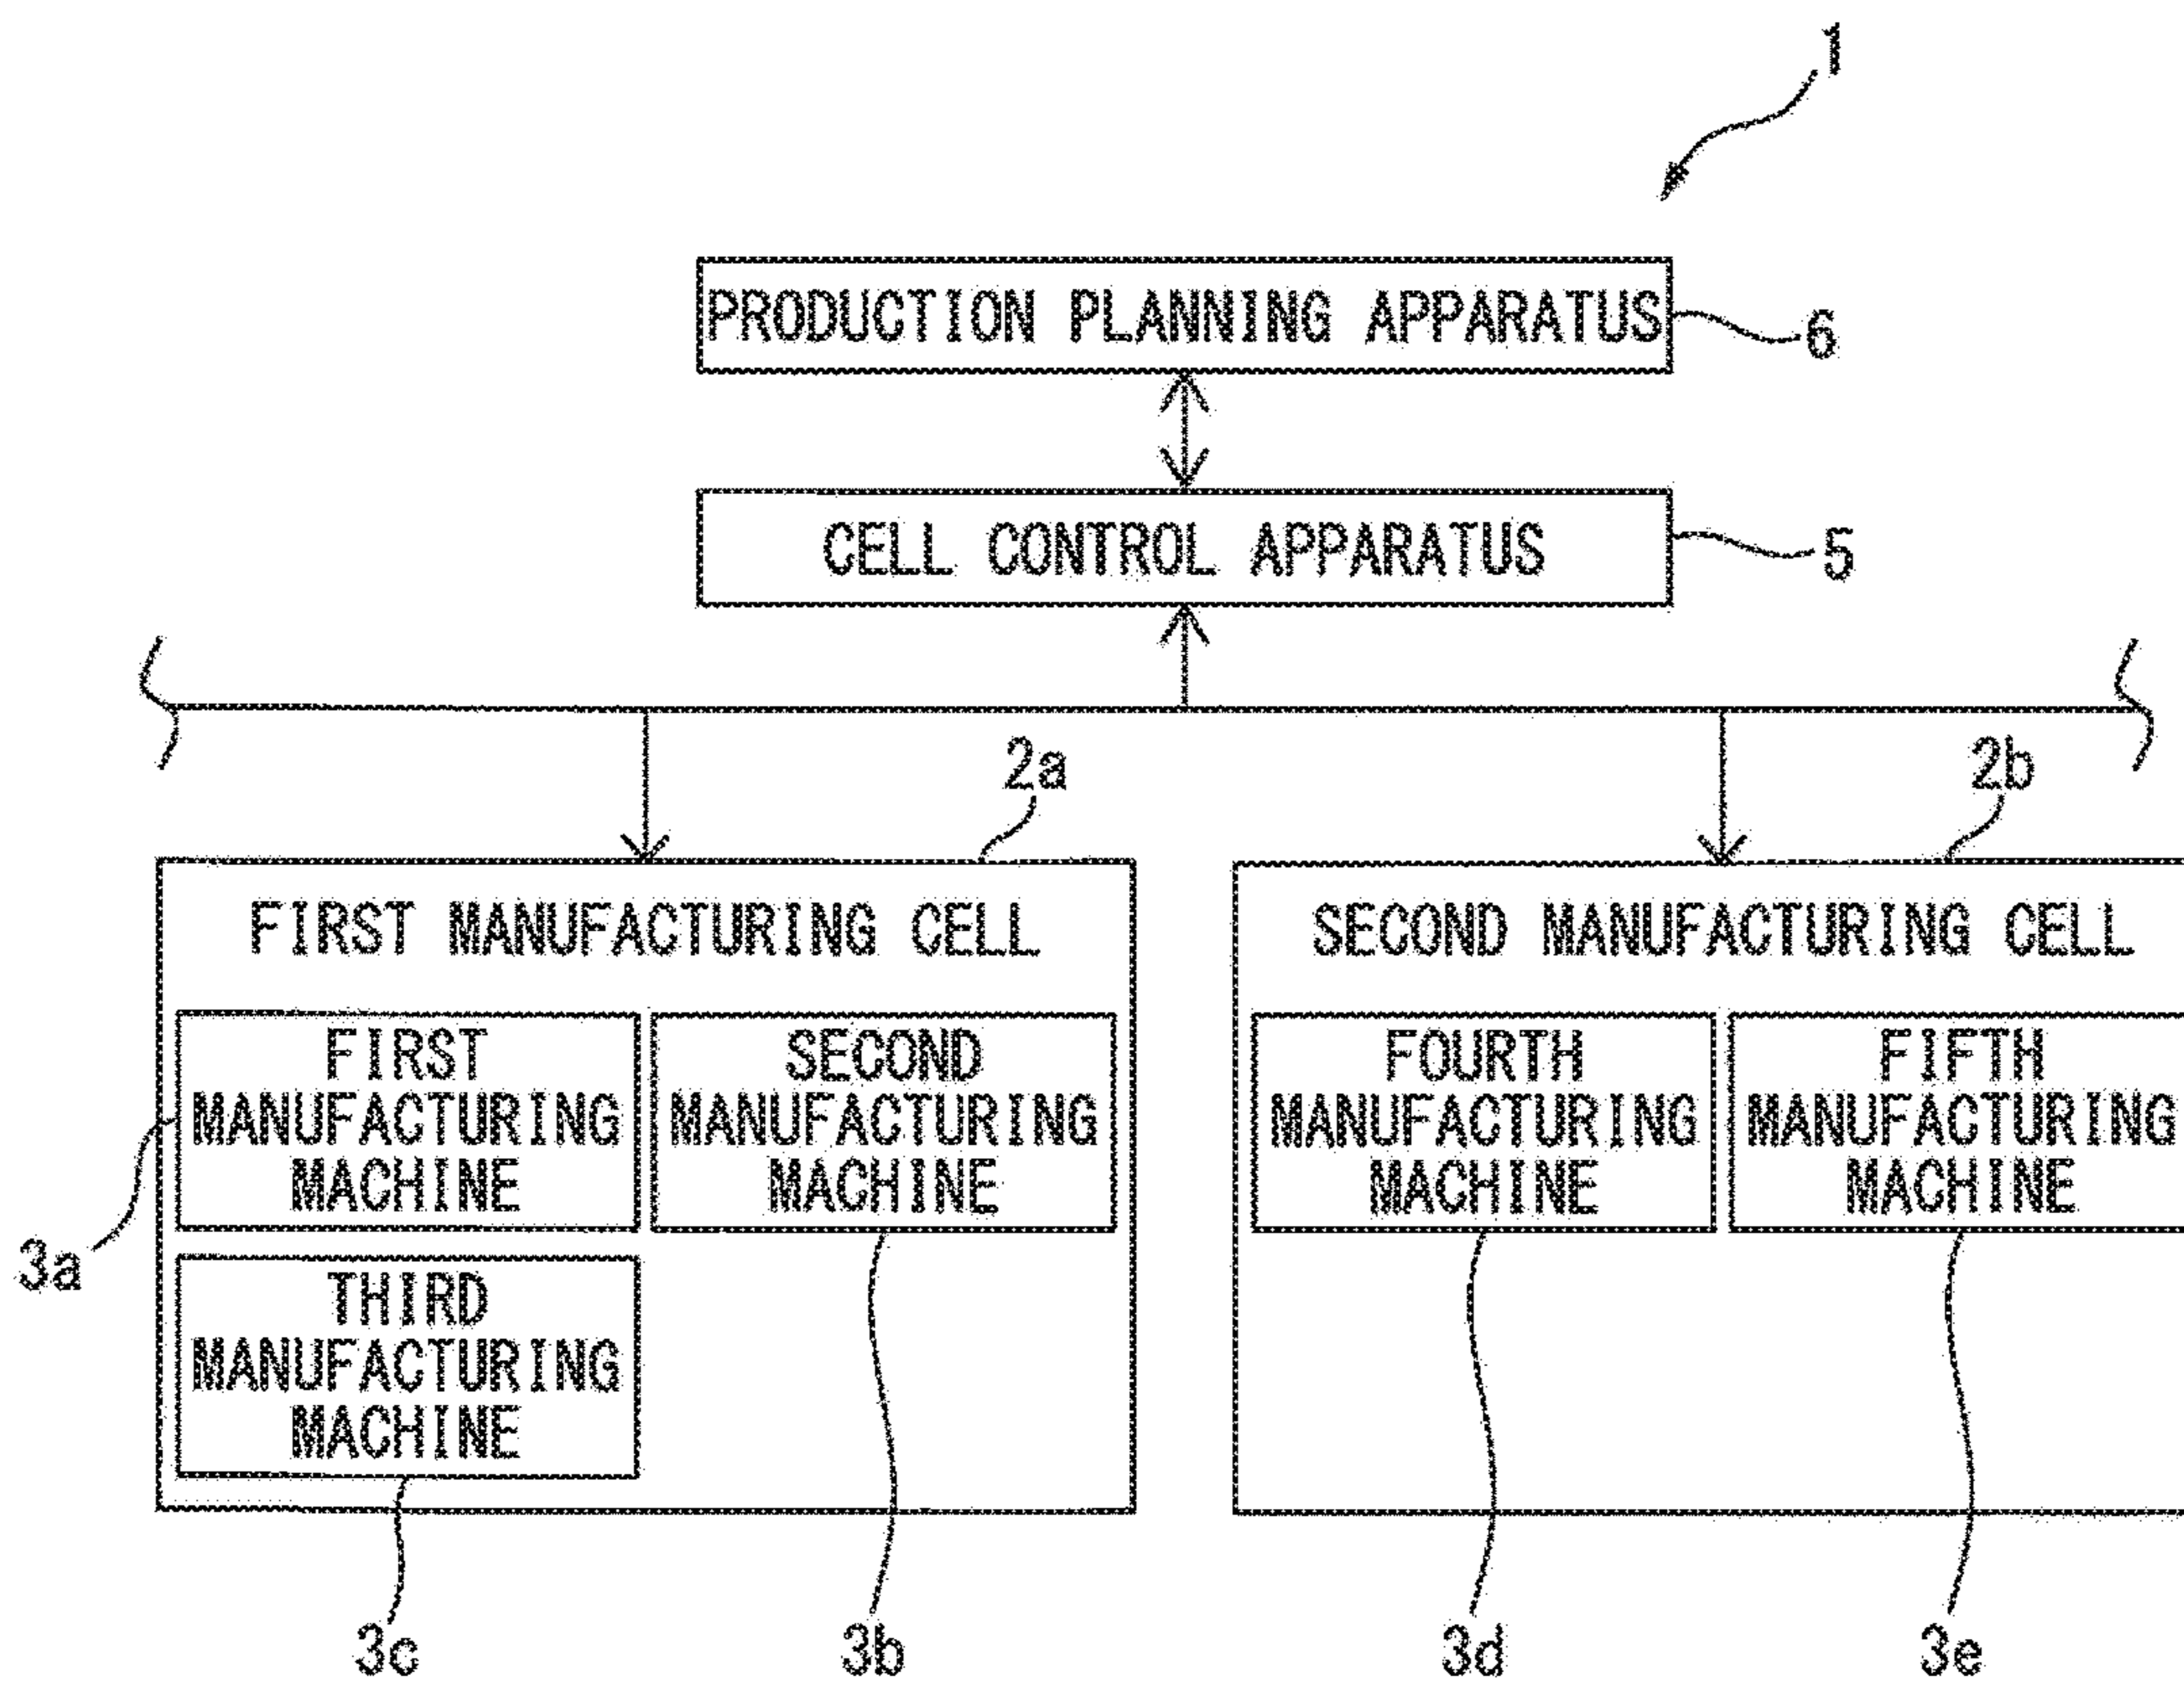 1
PRODUCTION PLANNING APPARATUS
6
CELL CONTROL APPARATUS
5
2a
2b
FIRST MANUFACTURING CELL
SECOND MANUFACTURING CELL
FIRST
MANUFACTURING
MACHINE
SECOND
MANUFACTURING
MACHINE
FOURTH
MANUFACTURING
MACHINE
FIFTH
MANUFACTURING
MACHINE
3a
THIRD
MANUFACTURING
MACHINE
3c
3b
3d
3e